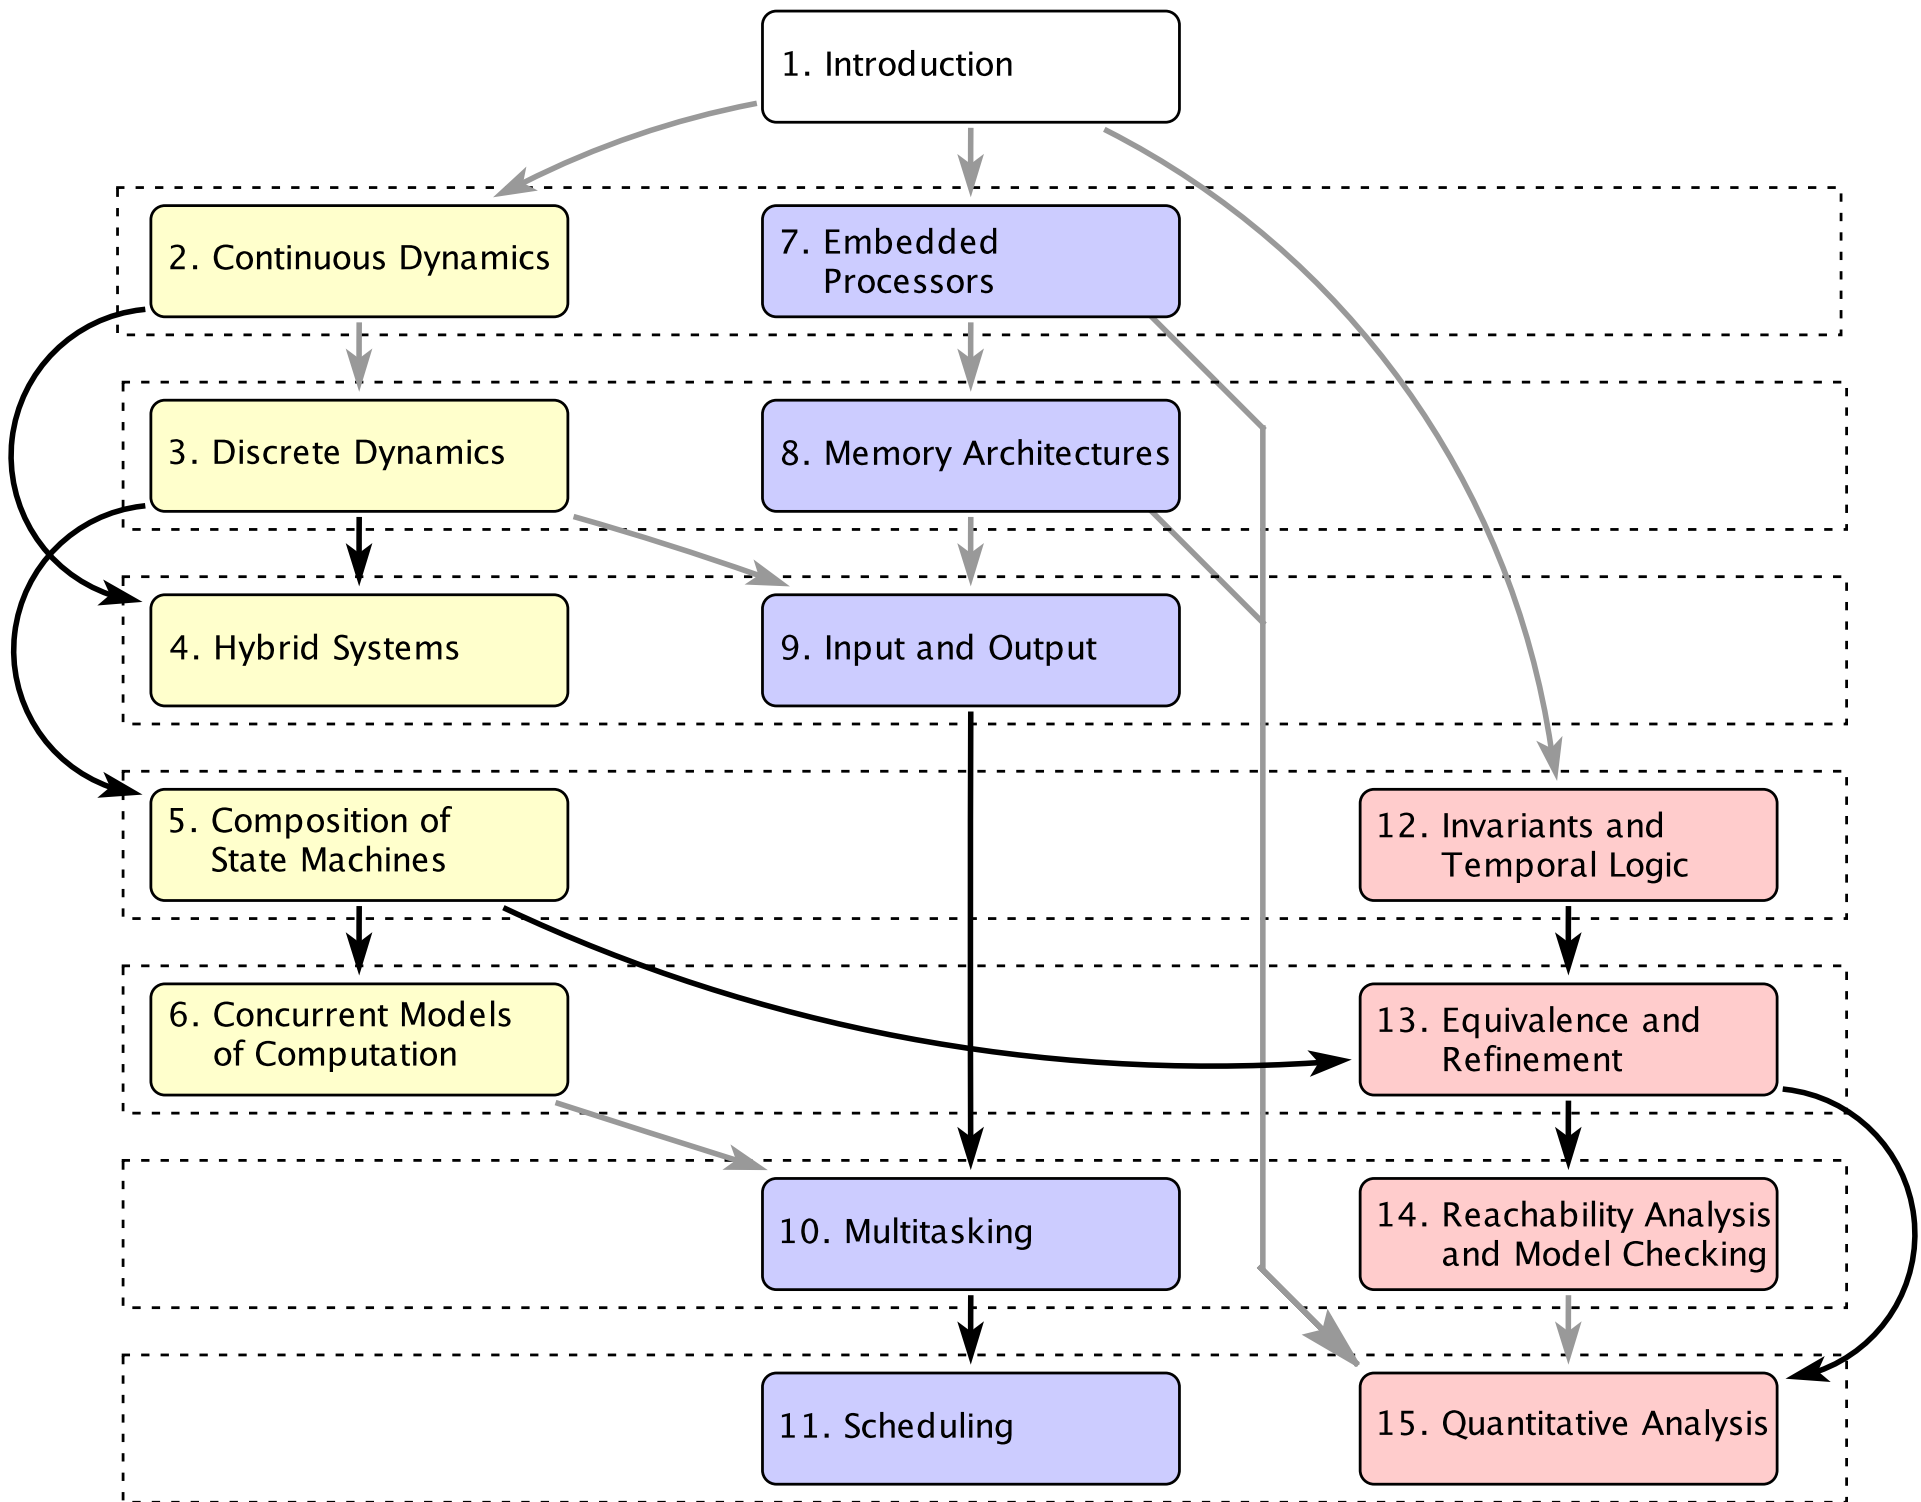 1. Introduction
2. Continuous Dynamics
7. Embedded
Processors
3. Discrete Dynamics
8. Memory Architectures
4. Hybrid Systems
9. Input and Output
5. Composition of
State Machines
12. Invariants and
Temporal Logic
6. Concurrent Models
of Computation
13. Equivalence and
Refinement
10. Multitasking
14. Reachability Analysis
and Model Checking
11. Scheduling
15. Quantitative Analysis